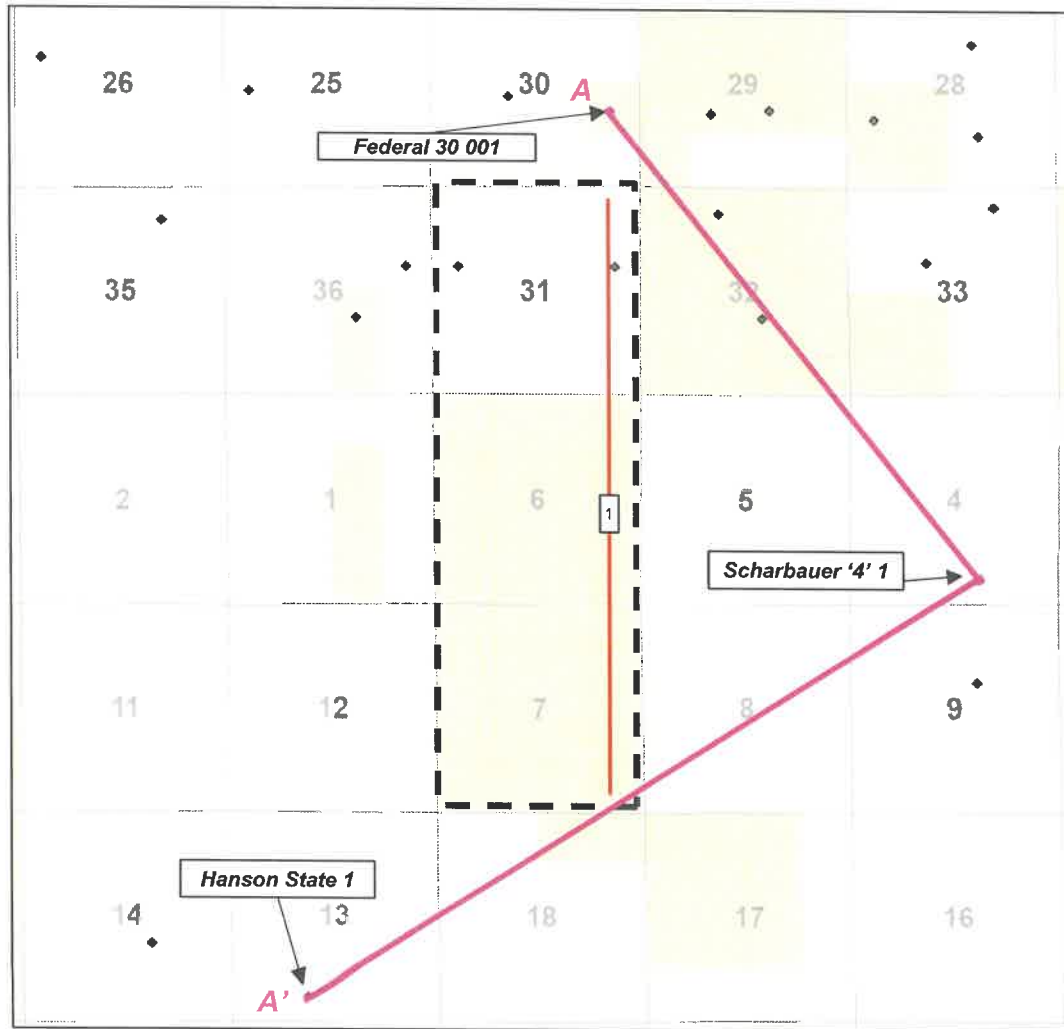 26 25 30 A 29 28
Federal 30 001
35 36 31 32 33
2 1 6 1 5 4
Scharbauer '4' 1
11 12 7 8 9
Hanson State 1
14 13 18 17 16
A'